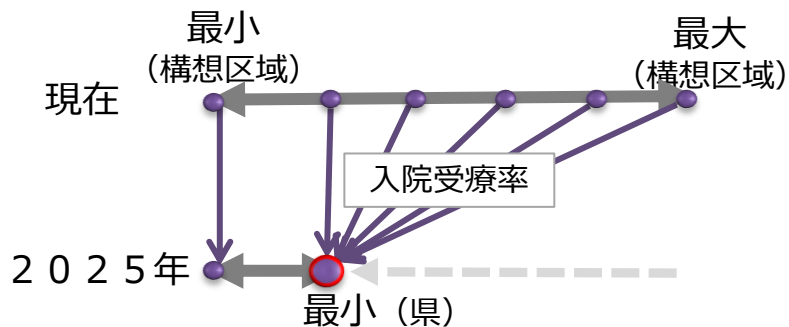 最小
（構想区域）
最大
（構想区域）
現在
入院受療率
２０２５年
最小（県）